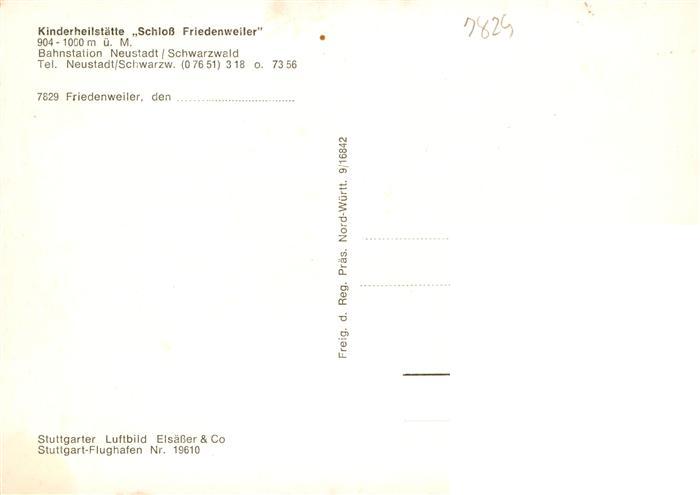 Kinderheilstätte „Schloß Friedenweiler"
904-1000 m ü. M.
Bahnstation Neustadt / Schwarzwald
Tel. Neustadt/Schwarzw. (0 76 51) 3 18 o. 73 56
7829 Friedenweiler, den
7829
Freig. d. Reg. Präs. Nord-Württ. 9/16842
Stuttgarter Luftbild Elsäßer & Co
Stuttgart-Flughafen Nr. 19610